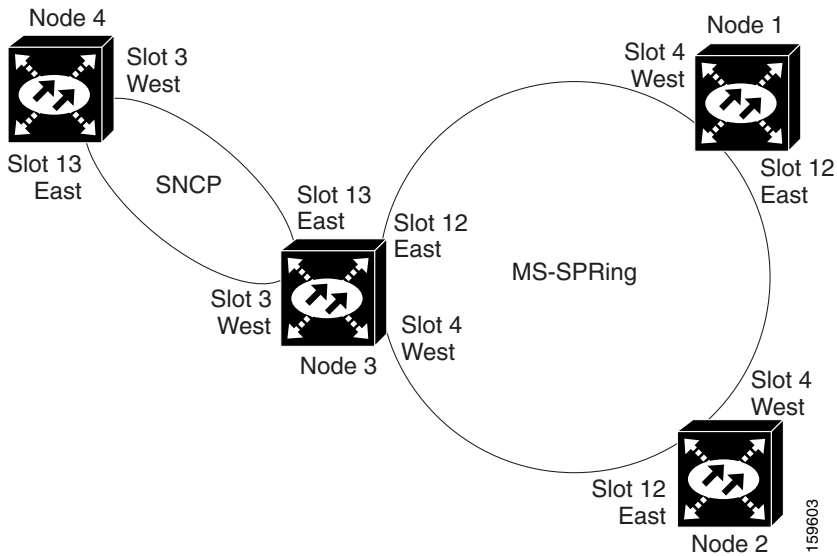 Node 4
Slot 3
West
Slot 13
East
SNCP
Node 1
Slot 4
West
Slot 12
East
Slot 13
East
Slot 12
East
MS-SPRing
Slot 3
West
Slot 4
West
Node 3
Slot 4
West
Slot 12
East
Node 2
159603